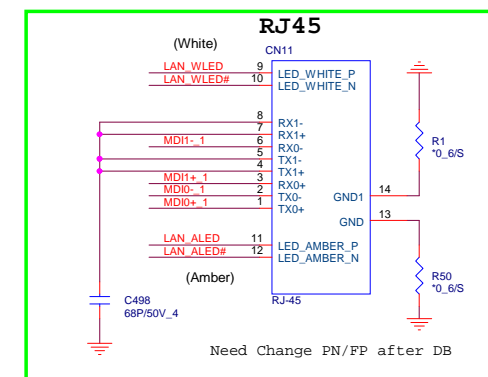 RJ45
(White)
CN11
LAN_WLED 9 LED_WHITE_P
LAN_WLED# 10 LED_WHITE_N
8 RX1-
7 RX1+
MDI1-_1 6 RX0-
5 TX1-
4 TX1+
MDI1+_1 3 RX0+
MDI0-_1 2 TX0-
MDI0+_1 1 TX0+
GND1 14
GND 13
R1
*0_6/S
LAN_ALED 11 LED_AMBER_P
LAN_ALED# 12 LED_AMBER_N
(Amber)
R50
*0_6/S
C498
68P/50V_4
RJ-45
Need Change PN/FP after DB